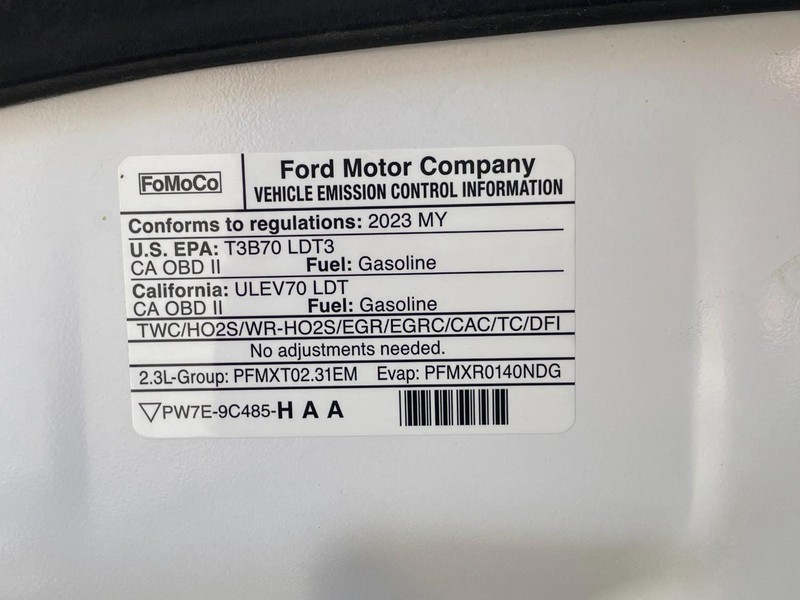 FoMoCo
Ford Motor Company
VEHICLE EMISSION CONTROL INFORMATION
Conforms to regulations: 2023 MY
U.S. EPA: T3B70 LDT3
CA OBD II Fuel: Gasoline
California: ULEV70 LDT
CA OBD II Fuel: Gasoline
TWC/HO2S/WR-HO2S/EGR/EGRC/CAC/TC/DFI
No adjustments needed.
2.3L-Group: PFMXT02.31EM Evap: PFMXR0140NDG
PW7E-9C485-HAA